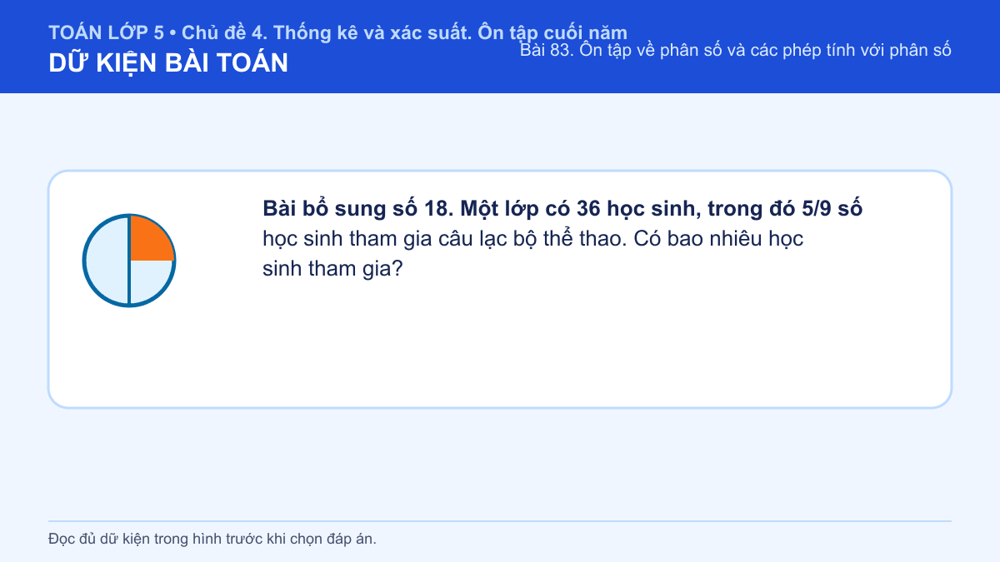 TOÁN LỚP 5 • Chủ đề 4. Thống kê và xác suất. Ôn tập cuối năm
Bài 83. Ôn tập về phân số và các phép tính với phân số
DỮ KIỆN BÀI TOÁN
Bài bổ sung số 18. Một lớp có 36 học sinh, trong đó 5/9 số
học sinh tham gia câu lạc bộ thể thao. Có bao nhiêu học
sinh tham gia?
Đọc đủ dữ kiện trong hình trước khi chọn đáp án.